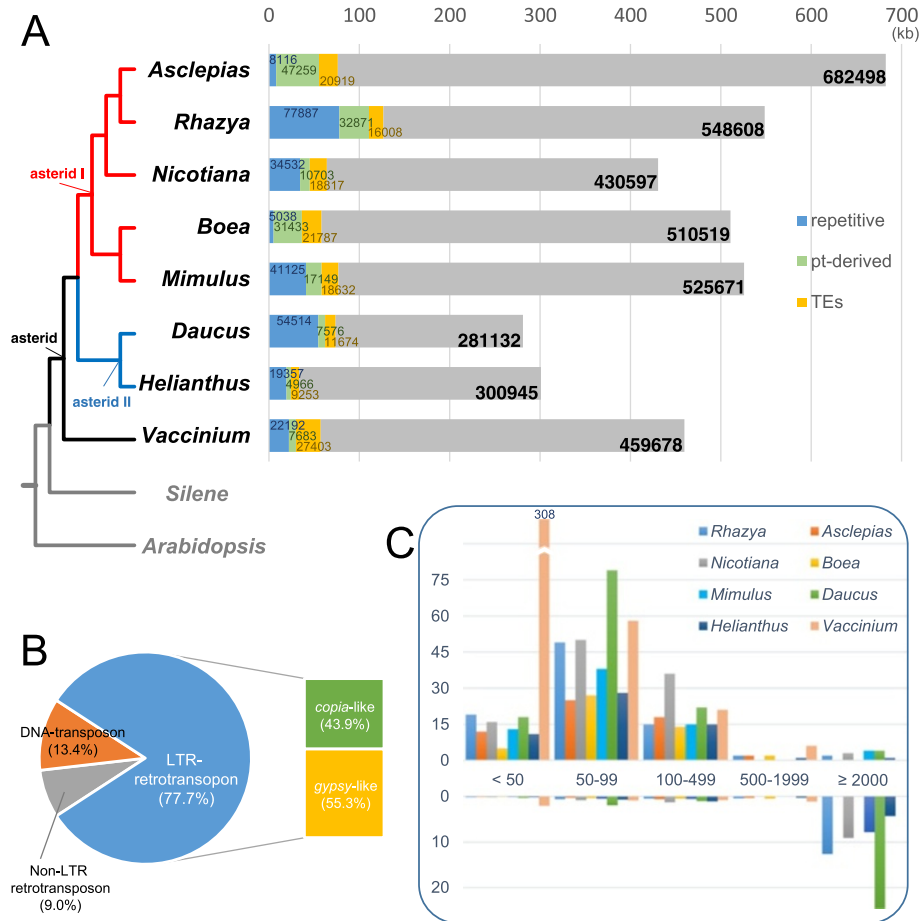 A
0 100 200 300 400 500 600 700
(kb)
Asclepias 8116 47259 20919 682498
Rhazya 77887 32871 16008 548608
asterid I
Nicotiana 34532 10703 18817 430597
Boea 5038 31433 21787 510519
Mimulus 41125 17149 18632 525671
repetitive
pt-derived
TEs
asterid
Daucus 54514 7576 11674 281132
asterid II
Helianthus 19357 4966 9253 300945
Vaccinium 22192 7683 27403 459678
Silene
Arabidopsis
B
DNA-transposon
(13.4%)
LTR-
retrotransopon
(77.7%)
Non-LTR
retrotransposon
(9.0%)
copia-like
(43.9%)
gypsy-like
(55.3%)
C
308
Rhazya Asclepias
Nicotiana Boea
Mimulus Daucus
Helianthus Vaccinium
75
60
45
30
15
0
< 50 50-99 100-499 500-1999 ≥ 2000
0
10
20